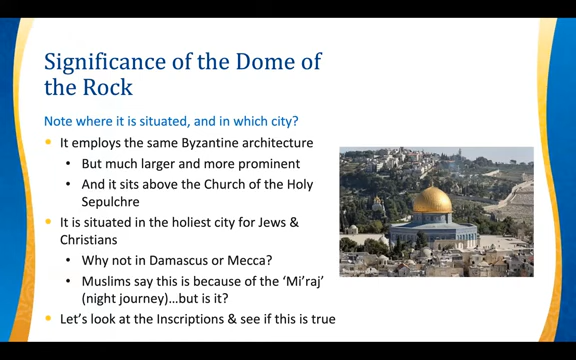 Significance of the Dome of
the Rock
Note where it is situated, and in which city?
• It employs the same Byzantine architecture
• But much larger and more prominent
• And it sits above the Church of the Holy
Sepulchre
• It is situated in the holiest city for Jews &
Christians
• Why not in Damascus or Mecca?
• Muslims say this is because of the ‘Mi’raj’
(night journey)…but is it?
• Let’s look at the Inscriptions & see if this is true